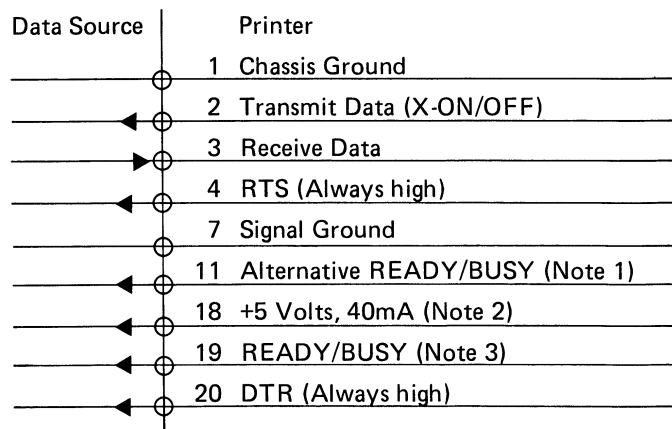 Data Source Printer
1 Chassis Ground
2 Transmit Data (X-ON/OFF)
3 Receive Data
4 RTS (Always high)
7 Signal Ground
11 Alternative READY/BUSY (Note 1)
18 +5 Volts, 40mA (Note 2)
19 READY/BUSY (Note 3)
20 DTR (Always high)